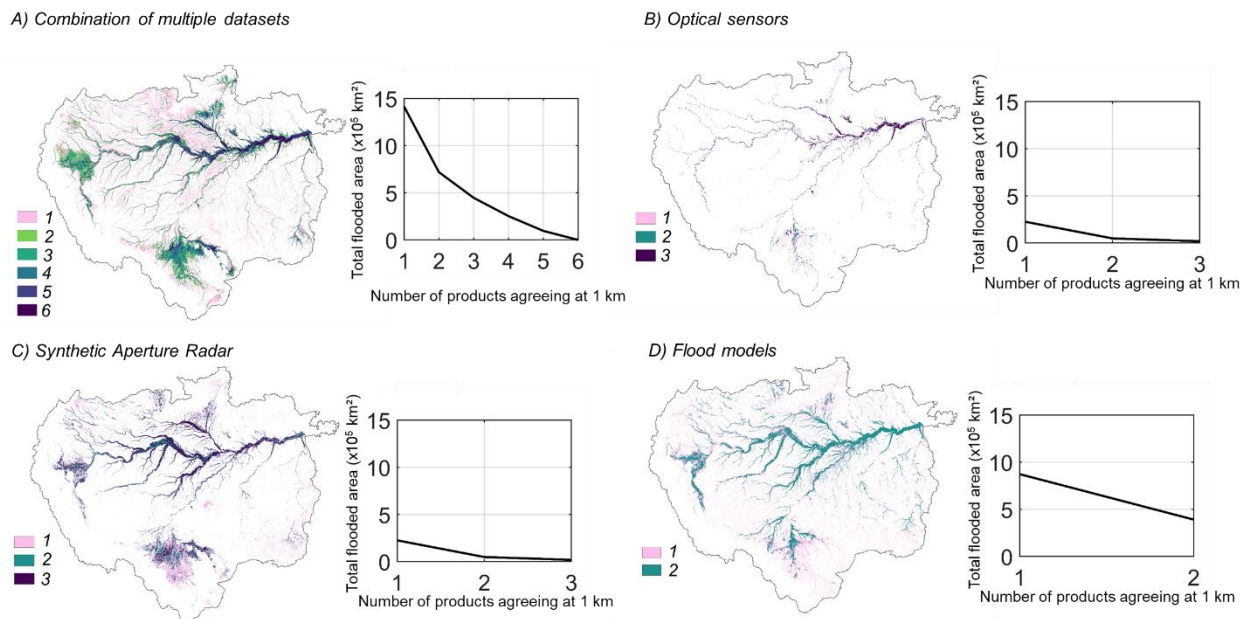 A) Combination of multiple datasets
1
2
3
4
5
6
Total flooded area (x10⁵ km²)
15
10
5
0
1 2 3 4 5 6
Number of products agreeing at 1 km
B) Optical sensors
1
2
3
Total flooded area (x10⁵ km²)
15
10
5
0
1 2 3
Number of products agreeing at 1 km
C) Synthetic Aperture Radar
1
2
3
Total flooded area (x10⁵ km²)
15
10
5
0
1 2 3
Number of products agreeing at 1 km
D) Flood models
1
2
Total flooded area (x10⁵ km²)
15
10
5
0
1 2
Number of products agreeing at 1 km